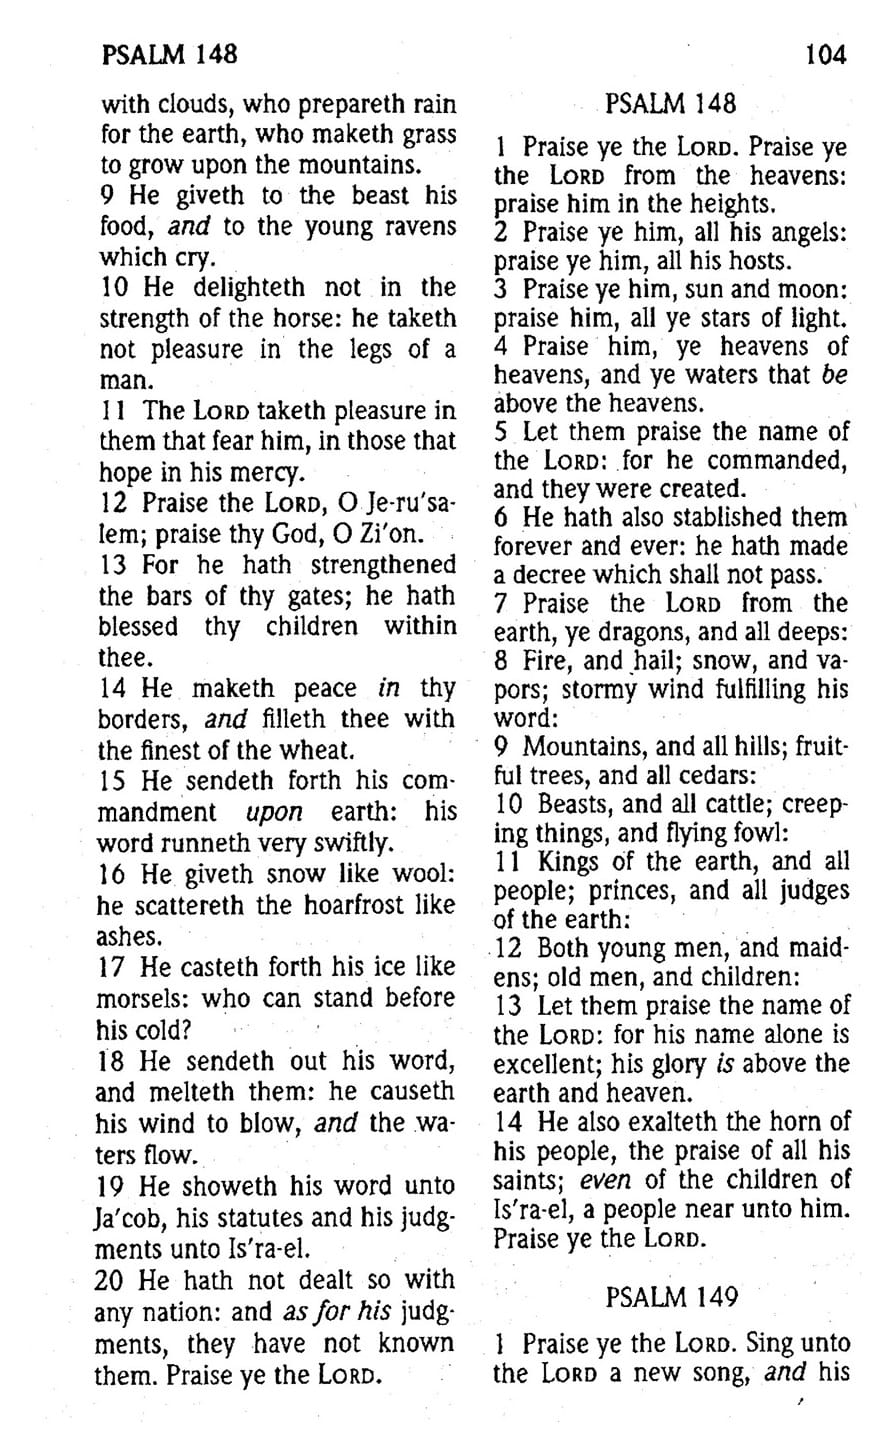 PSALM 148
104
with clouds, who prepareth rain
for the earth, who maketh grass
to grow upon the mountains.
9 He giveth to the beast his
food, and to the young ravens
which cry.
10 He delighteth not in the
strength of the horse: he taketh
not pleasure in the legs of a
man.
11 The LORD taketh pleasure in
them that fear him, in those that
hope in his mercy.
12 Praise the LORD, O Je-ru'sa-
lem; praise thy God, O Zi'on.
13 For he hath strengthened
the bars of thy gates; he hath
blessed thy children within
thee.
14 He maketh peace in thy
borders, and filleth thee with
the finest of the wheat.
15 He sendeth forth his com-
mandment upon earth: his
word runneth very swiftly.
16 He giveth snow like wool:
he scattereth the hoarfrost like
ashes.
17 He casteth forth his ice like
morsels: who can stand before
his cold?
18 He sendeth out his word,
and melteth them: he causeth
his wind to blow, and the wa-
ters flow.
19 He showeth his word unto
Ja'cob, his statutes and his judg-
ments unto Is'ra-el.
20 He hath not dealt so with
any nation: and as for his judg-
ments, they have not known
them. Praise ye the LORD.
PSALM 148
1 Praise ye the LORD. Praise ye
the LORD from the heavens:
praise him in the heights.
2 Praise ye him, all his angels:
praise ye him, all his hosts.
3 Praise ye him, sun and moon:
praise him, all ye stars of light.
4 Praise him, ye heavens of
heavens, and ye waters that be
above the heavens.
5 Let them praise the name of
the LORD: for he commanded,
and they were created.
6 He hath also stablished them
forever and ever: he hath made
a decree which shall not pass.
7 Praise the LORD from the
earth, ye dragons, and all deeps:
8 Fire, and hail; snow, and va-
pors; stormy wind fulfilling his
word:
9 Mountains, and all hills; fruit-
ful trees, and all cedars:
10 Beasts, and all cattle; creep-
ing things, and flying fowl:
11 Kings of the earth, and all
people; princes, and all judges
of the earth:
12 Both young men, and maid-
ens; old men, and children:
13 Let them praise the name of
the LORD: for his name alone is
excellent; his glory is above the
earth and heaven.
14 He also exalteth the horn of
his people, the praise of all his
saints; even of the children of
Is'ra-el, a people near unto him.
Praise ye the LORD.
PSALM 149
1 Praise ye the LORD. Sing unto
the LORD a new song, and his